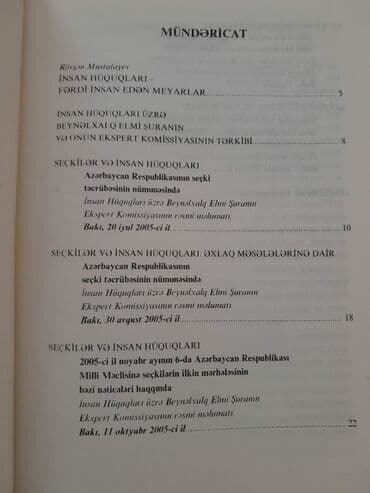 MÜNDƏRİCAT
Rövşən Mustafayev
İNSAN HÜQUQLARI -
FƏRDİ İNSAN EDƏN MEYARLAR 5
İNSAN HÜQUQLARI ÜZRƏ
BEYNƏLXALQ ELMİ ŞURANIN
VƏ ONUN EKSPERT KOMİSSİYASININ TƏRKİBİ 8
SEÇKİLƏR VƏ İNSAN HÜQUQLARI
Azərbaycan Respublikasının seçki
təcrübəsinin nümunəsində
İnsan Hüquqları üzrə Beynəlxalq Elmi Şuranın
Ekspert Komissiyasının rəsmi məlumatı
Bakı, 20 iyul 2005-ci il 10
SEÇKİLƏR VƏ İNSAN HÜQUQLARI: ƏXLAQ MƏSƏLƏLƏRİNƏ DAİR
Azərbaycan Respublikasının
seçki təcrübəsinin nümunəsində
İnsan Hüquqları üzrə Beynəlxalq Elmi Şuranın
Ekspert Komissiyasının rəsmi məlumatı
Bakı, 30 avqust 2005-ci il 18
SEÇKİLƏR VƏ İNSAN HÜQUQLARI
2005-ci il noyabr ayının 6-da Azərbaycan Respublikası
Milli Məclisinə seçkilərin ilkin mərhələsinin
bəzi nəticələri haqqında
İnsan Hüquqları üzrə Beynəlxalq Elmi Şuranın
Ekspert Komissiyasının rəsmi məlumatı
Bakı, 11 oktyabr 2005-ci il 22